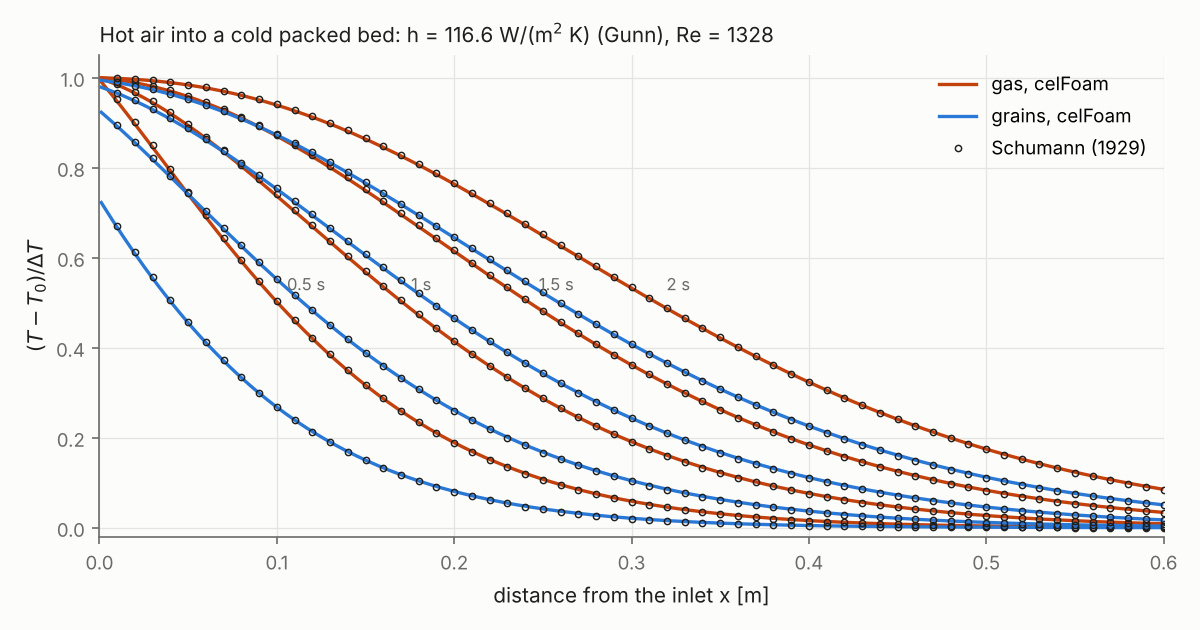 Hot air into a cold packed bed: h = 116.6 W/(m² K) (Gunn), Re = 1328
gas, celFoam
grains, celFoam
Schumann (1929)
(T − T₀)/ΔT
1.0
0.8
0.6
0.4
0.2
0.0
0.5 s
1 s
1.5 s
2 s
0.0
0.1
0.2
0.3
0.4
0.5
0.6
distance from the inlet x [m]